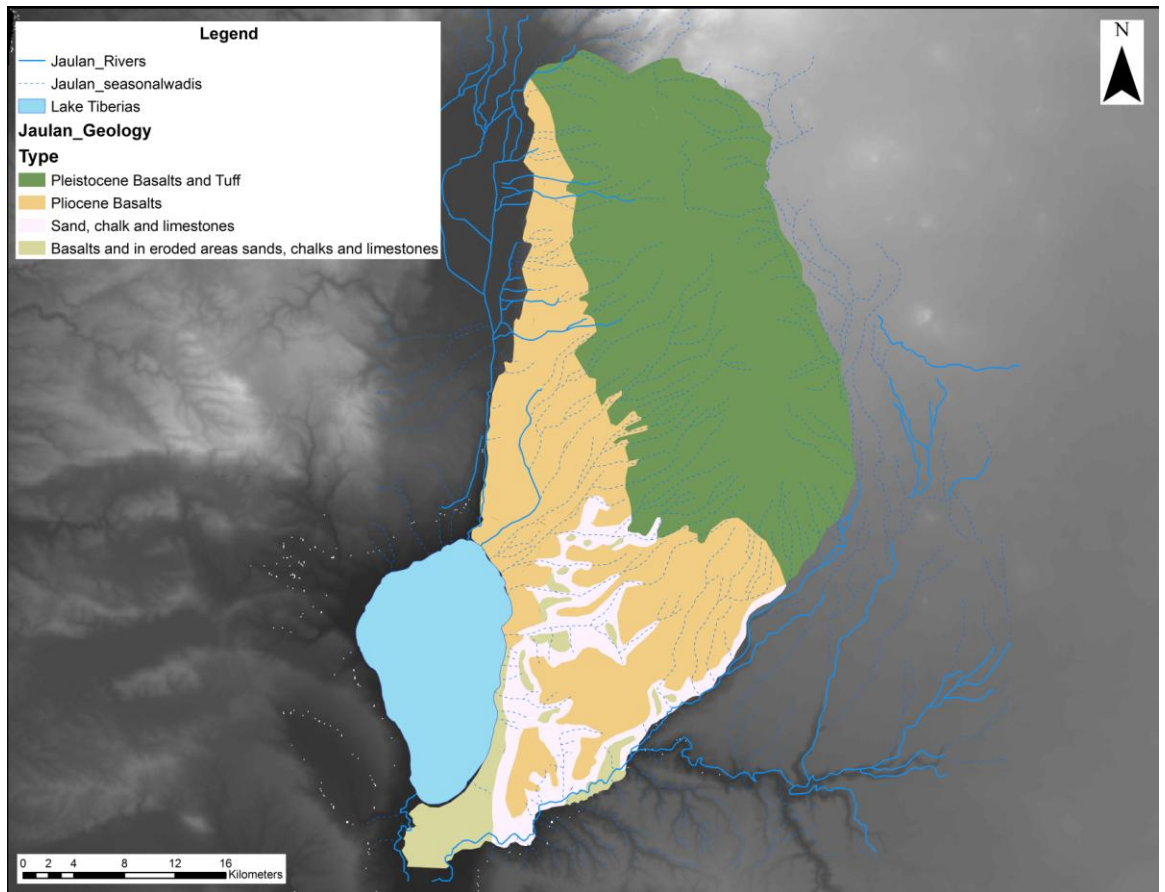 Legend
Jaulan_Rivers
Jaulan_seasonalwadis
Lake Tiberias
Jaulan_Geology
Type
Pleistocene Basalts and Tuff
Pliocene Basalts
Sand, chalk and limestones
Basalts and in eroded areas sands, chalks and limestones
N
0 2 4 8 12 16
Kilometers